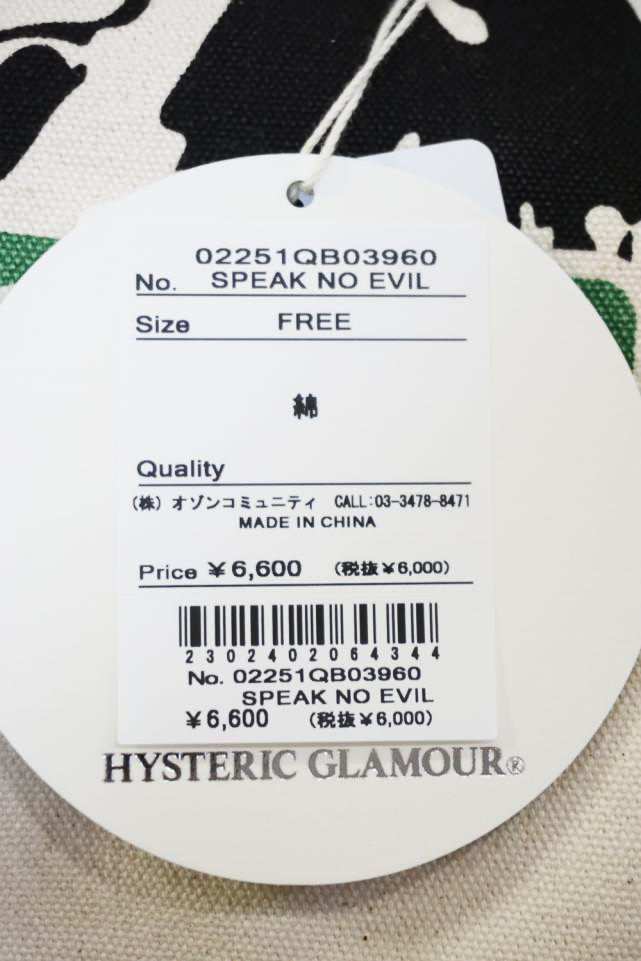 02251QB03960
No. SPEAK NO EVIL
Size FREE
綿
Quality
(株) オゾンコミュニティ CALL:03-3478-8471
MADE IN CHINA
Price ¥6,600 (税抜¥6,000)
2302402064344
No. 02251QB03960
SPEAK NO EVIL
¥6,600 (税抜¥6,000)
HYSTERIC GLAMOUR®